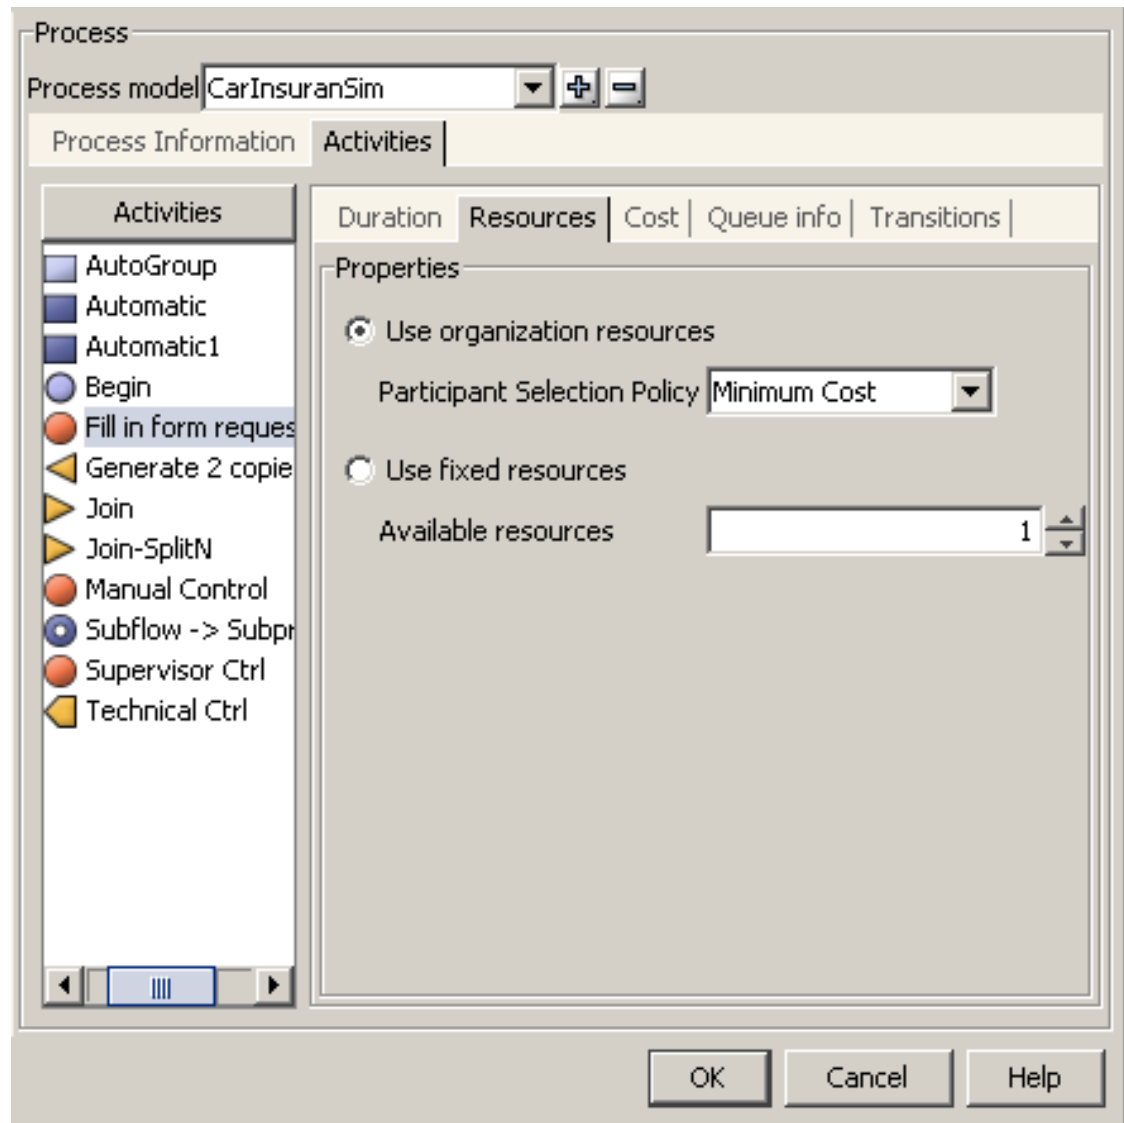 Process
Process model CarInsuranSim
Process Information Activities
Activities
AutoGroup
Automatic
Automatic1
Begin
Fill in form reques
Generate 2 copie
Join
Join-SplitN
Manual Control
Subflow -> Subpr
Supervisor Ctrl
Technical Ctrl
Duration Resources Cost Queue info Transitions
Properties
Use organization resources
Participant Selection Policy Minimum Cost
Use fixed resources
Available resources 1
OK Cancel Help